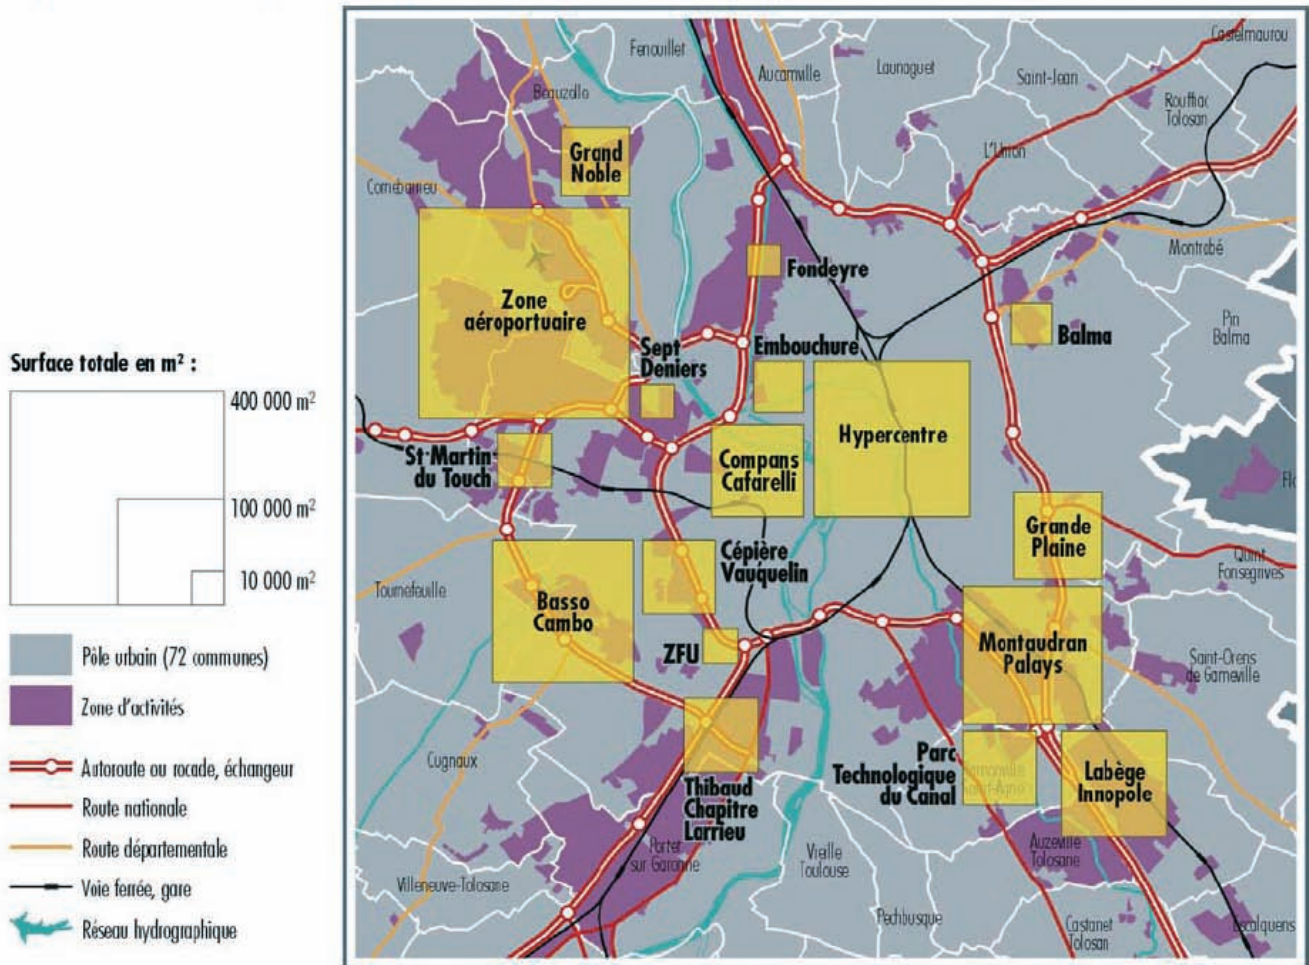 Surface totale en m² :
400 000 m²
100 000 m²
10 000 m²
Pôle urbain (72 communes)
Zone d'activités
Autoroute ou rocade, échangeur
Route nationale
Route départementale
Voie ferrée, gare
Réseau hydrographique
Fenouillet
Aucamville
Launaguet
Saint-Jean
Castelmaurou
Rouffiac
Tolosan
Beauzelle
L'Union
Grand
Noble
Cornebarrieu
Montrabé
Fondeyre
Zone
aéroportuaire
Pin
Balma
Balma
Sept
Deniers
Embouchure
Hypercentre
St Martin
du Touch
Compans
Cafarelli
Grande
Plaine
Cépière
Vauquelin
Quint
Fonsegrives
Tournefeuille
Basso
Cambo
ZFU
Montaudran
Palays
Saint-Orens
de Gameville
Cugnaux
Parc
Technologique
du Canal
Labège
Innopole
Thibaud
Chapitre
Larrieu
Portet
sur Garonne
Vieille
Toulouse
Auzeville
Tolosane
Villeneuve-Tolosane
Pechbusque
Castanet
Tolosan
Escalquens